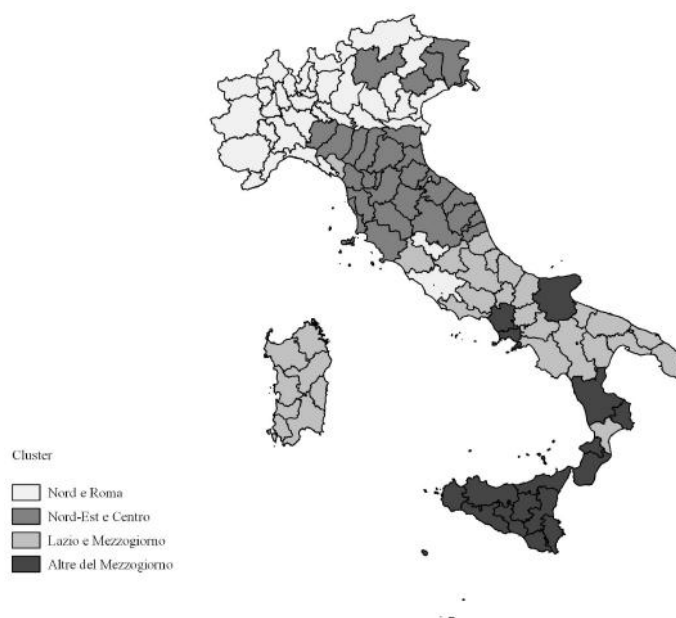 Cluster
Nord e Roma
Nord-Est e Centro
Lazio e Mezzogiorno
Altre del Mezzogiorno